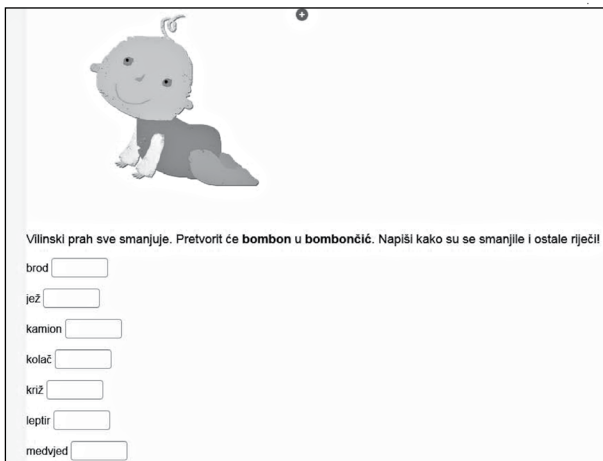 Vilinski prah sve smanjuje. Pretvorit će bombon u bombončić. Napiši kako su se smanjile i ostale riječi!
brod
jež
kamion
kolač
križ
leptir
medvjed